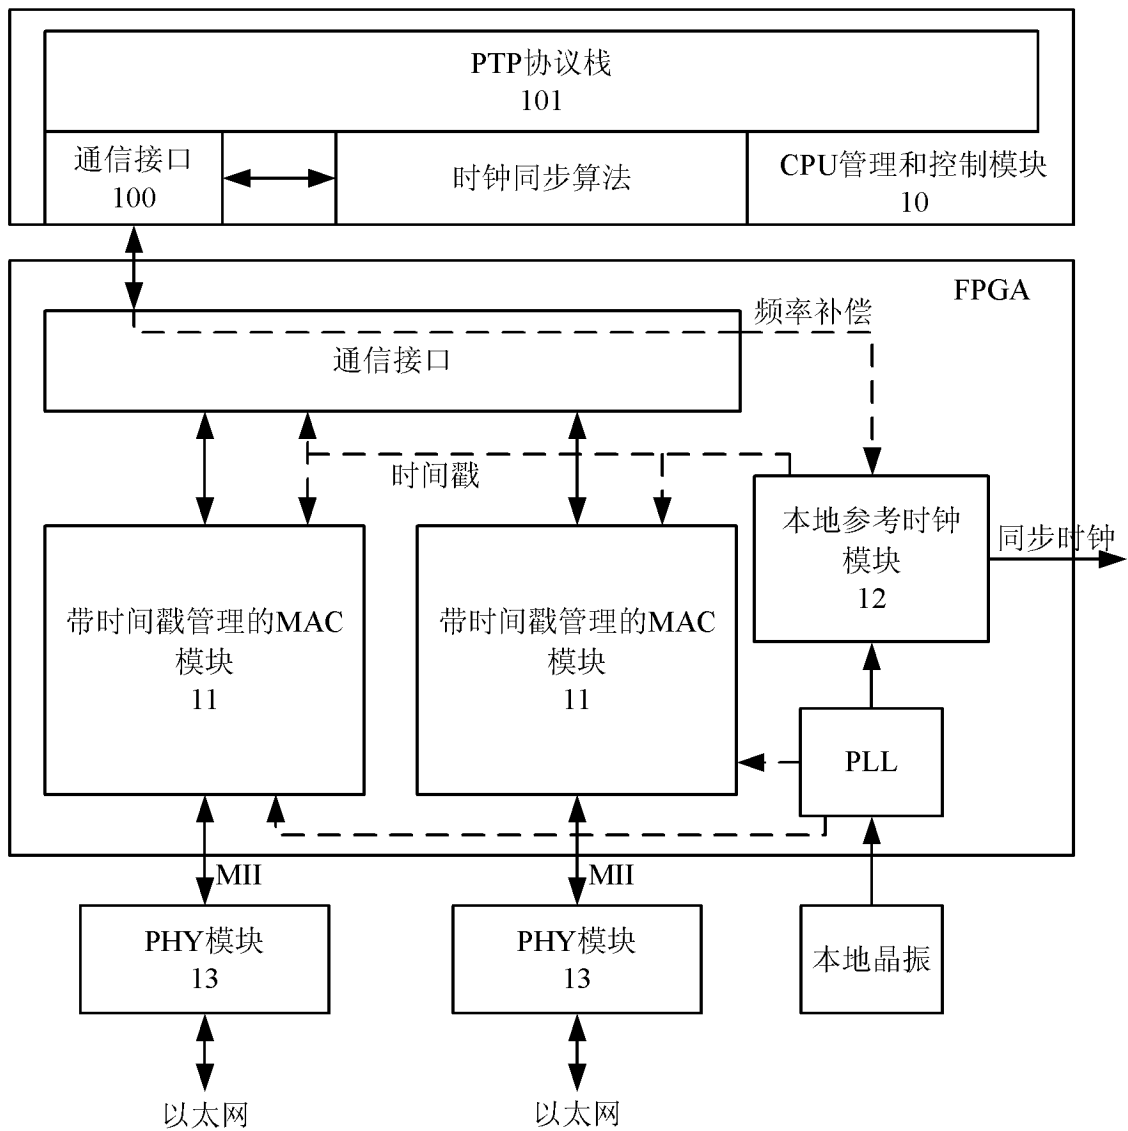 PTP协议栈
101
通信接口
100
时钟同步算法
CPU管理和控制模块
10
FPGA
频率补偿
通信接口
时间戳
本地参考时钟
模块
12
同步时钟
带时间戳管理的MAC
模块
11
带时间戳管理的MAC
模块
11
PLL
MII
MII
PHY模块
13
PHY模块
13
本地晶振
以太网
以太网